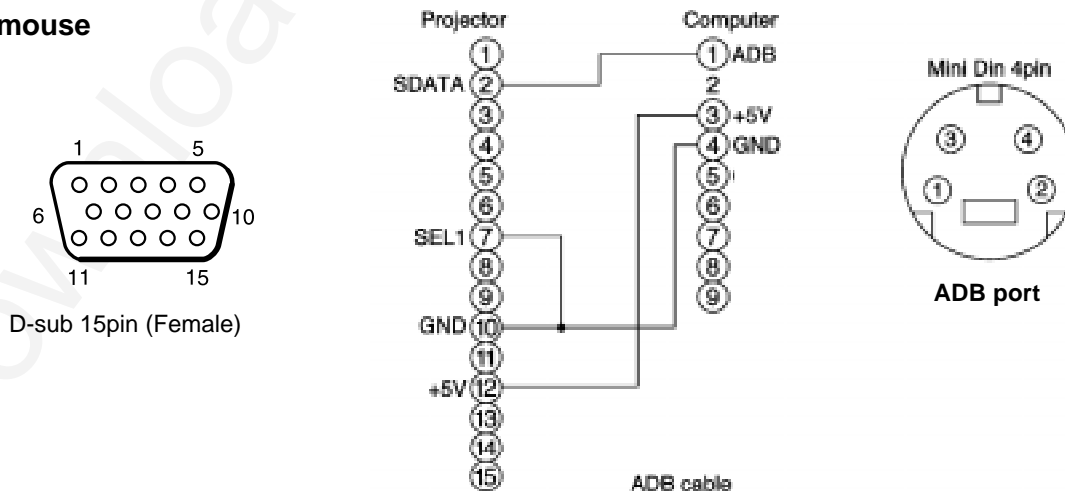 mouse
1 5
6 10
11 15
D-sub 15pin (Female)
Projector
1
SDATA 2
3
4
5
6
SEL1 7
8
9
GND 10
11
+5V 12
13
14
15
Computer
1 ADB
2
3 +5V
4 GND
5
6
7
8
9
ADB cable
Mini Din 4pin
3 4
1 2
ADB port